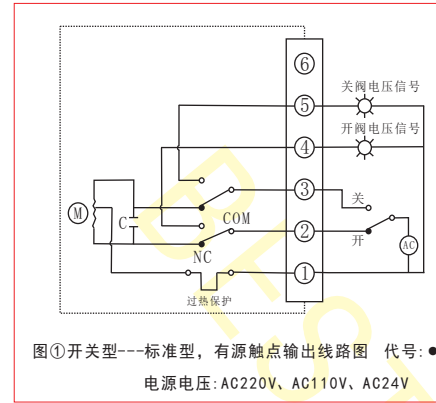 ⑥
⑤
关阀电压信号
④
开阀电压信号
③
关
M
C
COM
②
开
AC
NC
①
过热保护
图①开关型---标准型，有源触点输出线路图 代号:●
电源电压:AC220V、AC110V、AC24V
BEST